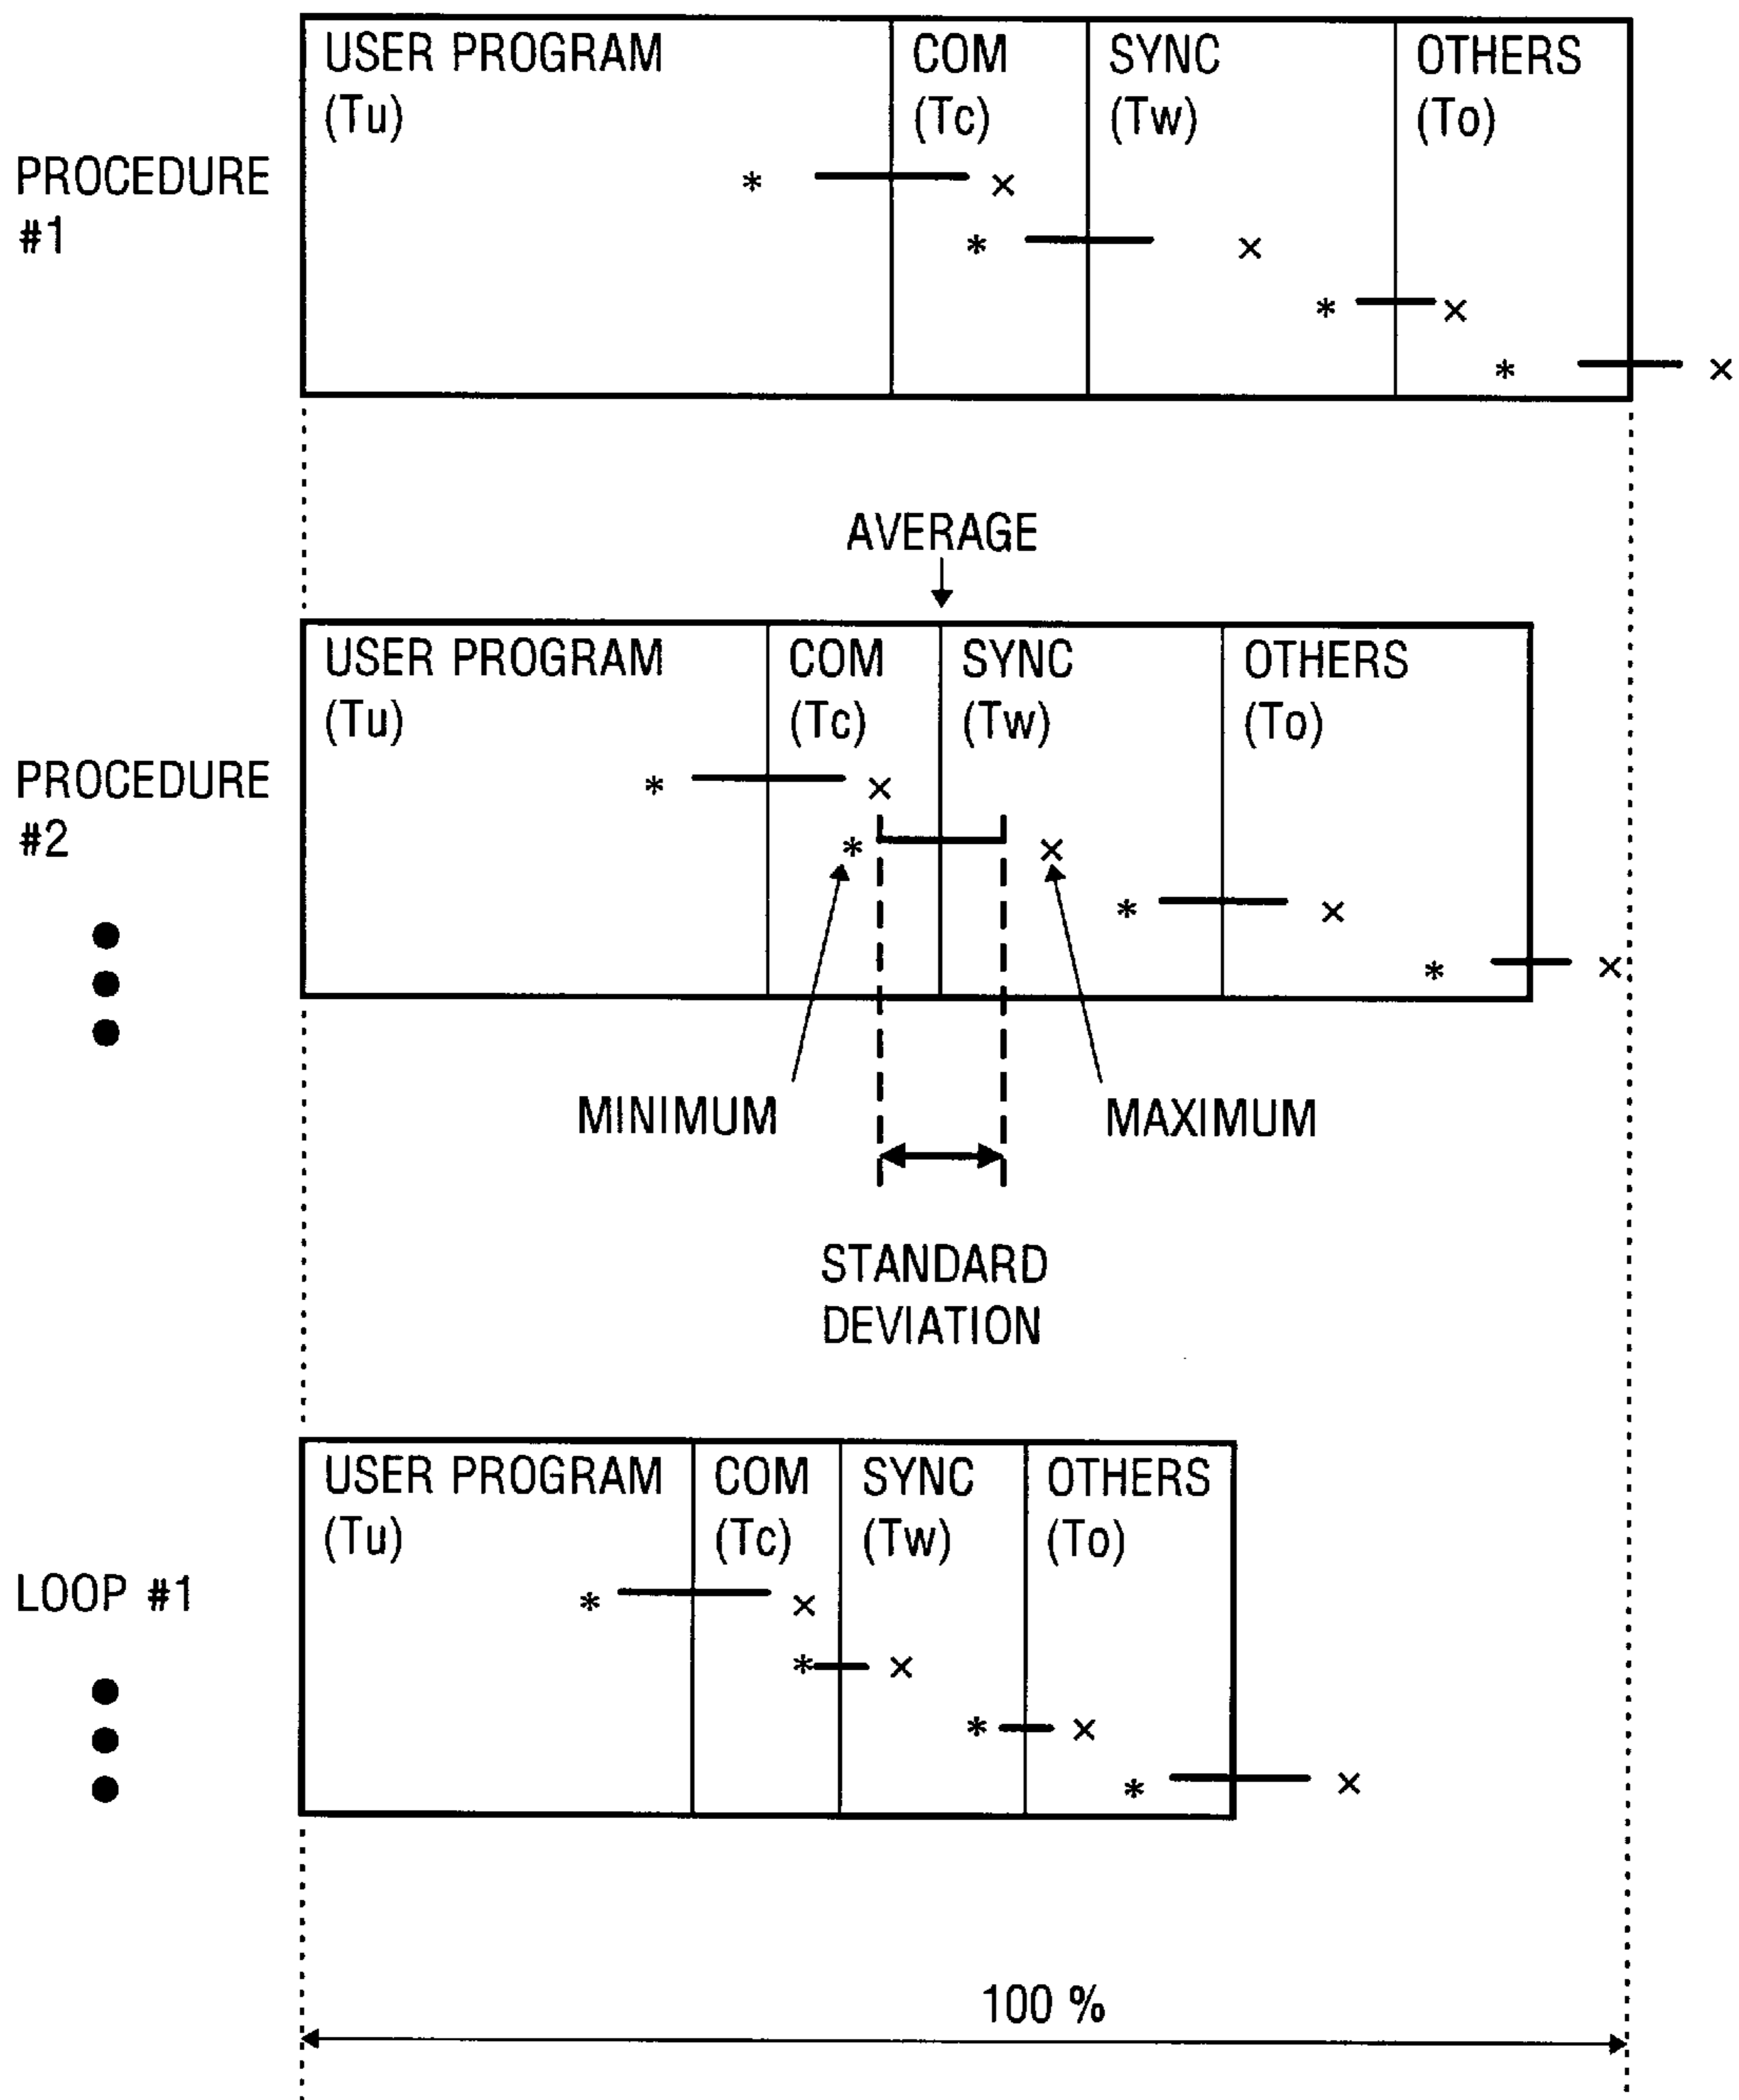 USER PROGRAM
(Tu)
COM
(Tc)
SYNC
(Tw)
OTHERS
(To)
PROCEDURE
#1
* ×
* ×
* ×
* ×
AVERAGE
USER PROGRAM
(Tu)
COM
(Tc)
SYNC
(Tw)
OTHERS
(To)
PROCEDURE
#2
* ×
* ×
* ×
* ×
MINIMUM
MAXIMUM
STANDARD
DEVIATION
USER PROGRAM
(Tu)
COM
(Tc)
SYNC
(Tw)
OTHERS
(To)
LOOP #1
* ×
* ×
* ×
* ×
100 %